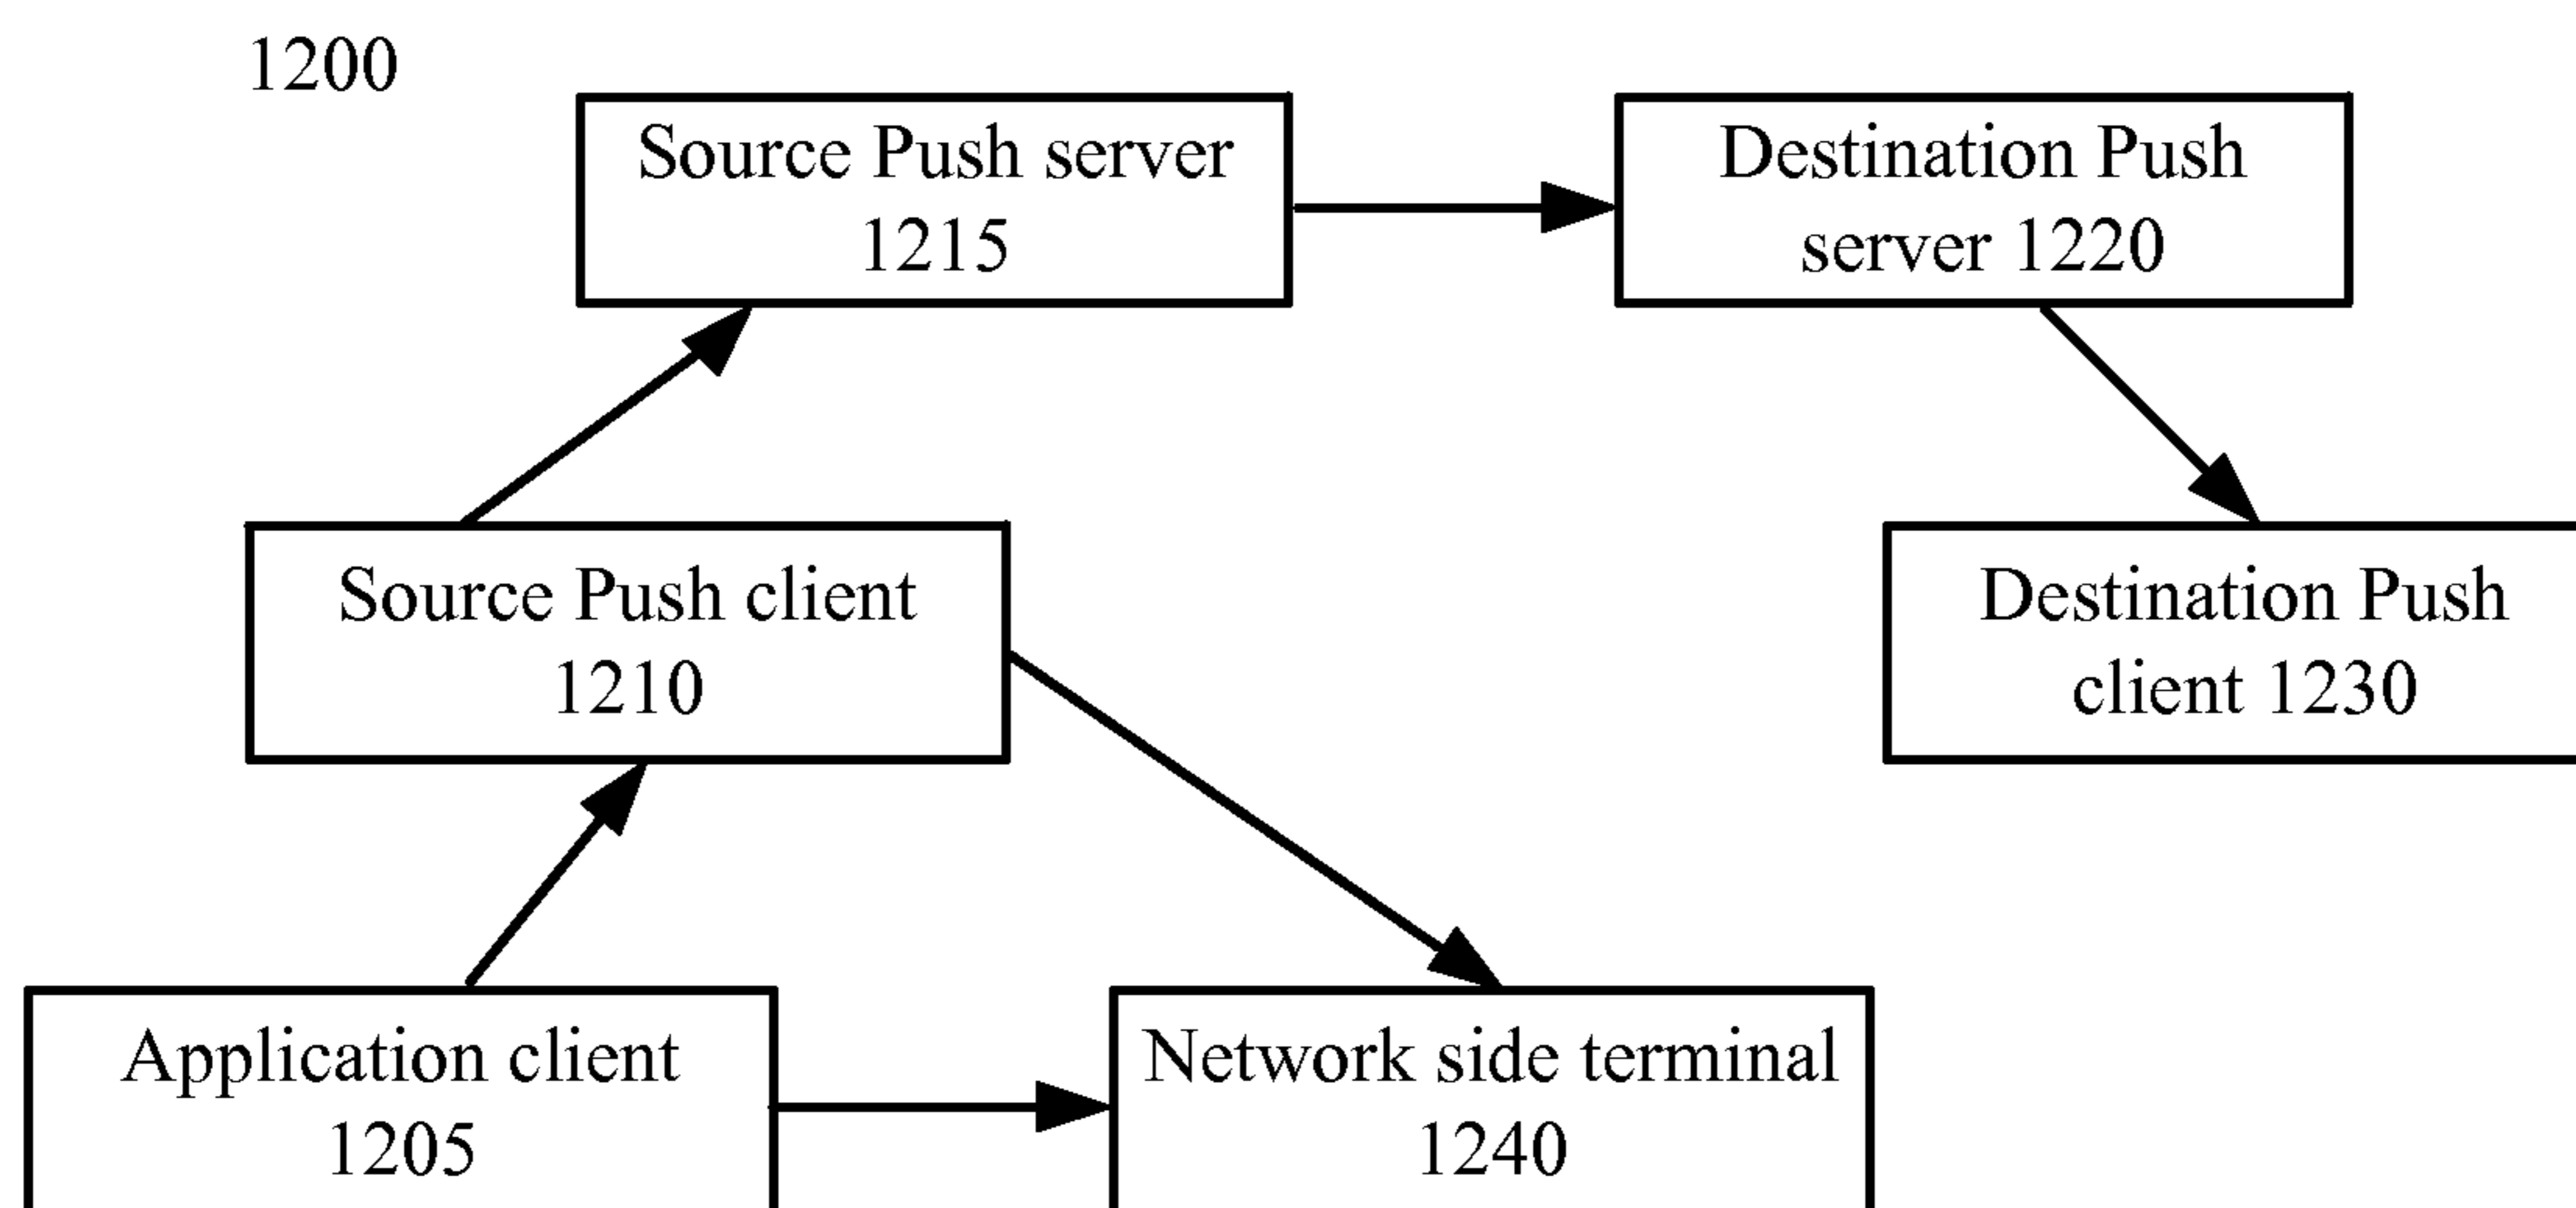 1200
Source Push server
1215
Destination Push
server 1220
Source Push client
1210
Destination Push
client 1230
Application client
1205
Network side terminal
1240